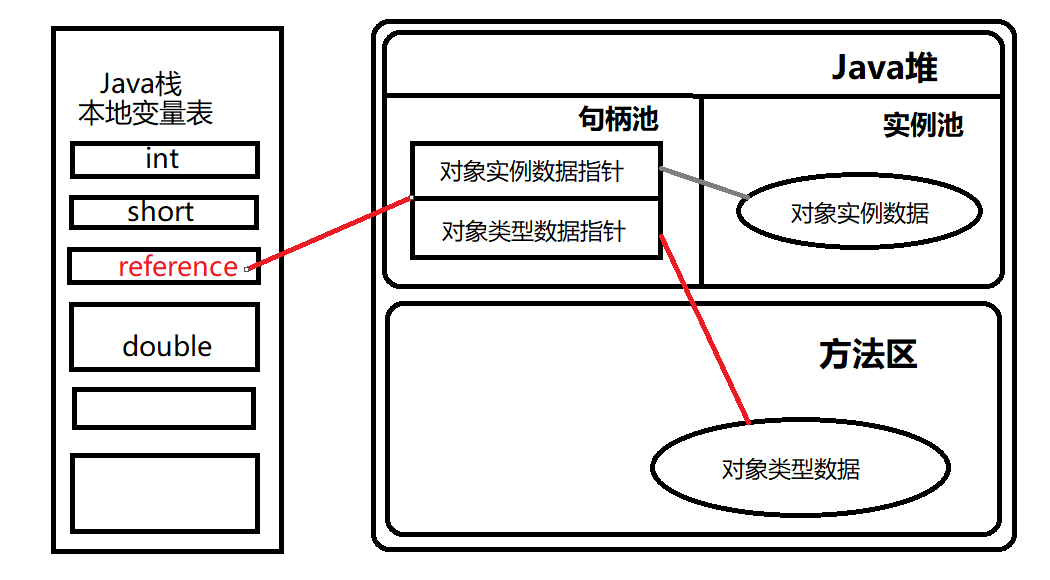 Java栈
本地变量表
int
short
reference
double
Java堆
句柄池
实例池
对象实例数据指针
对象类型数据指针
对象实例数据
方法区
对象类型数据